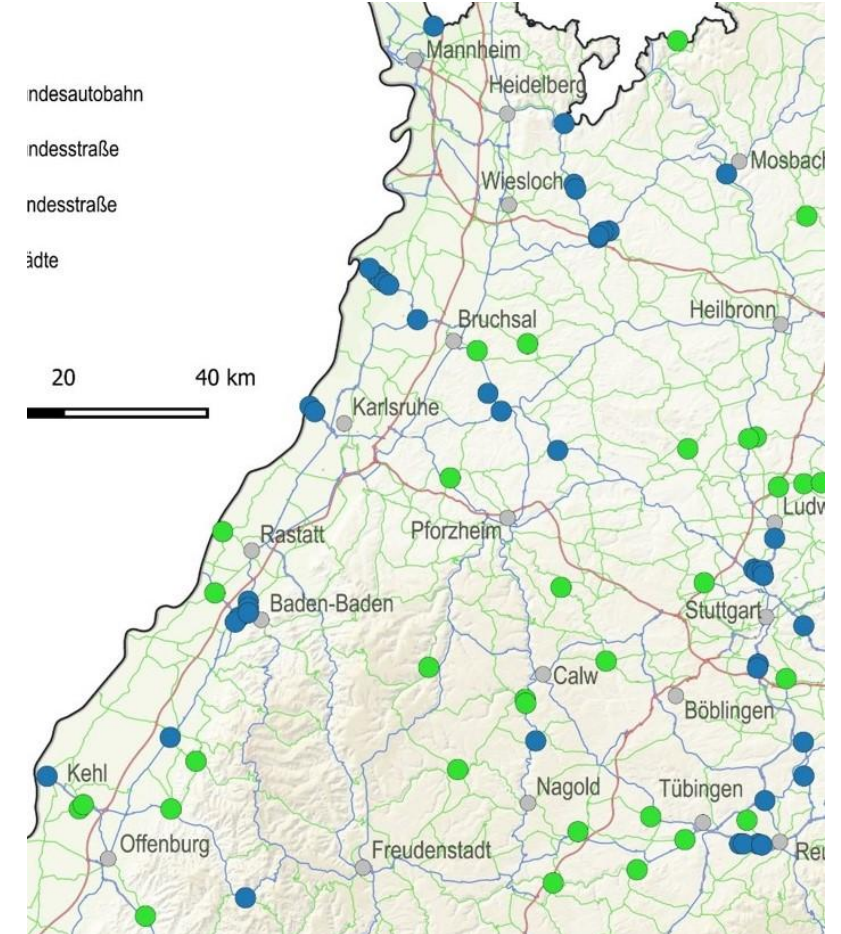 Mannheim
Heidelberg
ndesautobahn
ndesstraße
Mosbach
Wiesloch
ndesstraße
ädte
Heilbronn
Bruchsal
20 40 km
Karlsruhe
Ludw
Pforzheim
Rastatt
Baden-Baden
Stuttgart
Calw
Böblingen
Kehl
Nagold
Tübingen
Offenburg
Freudenstadt
Reu